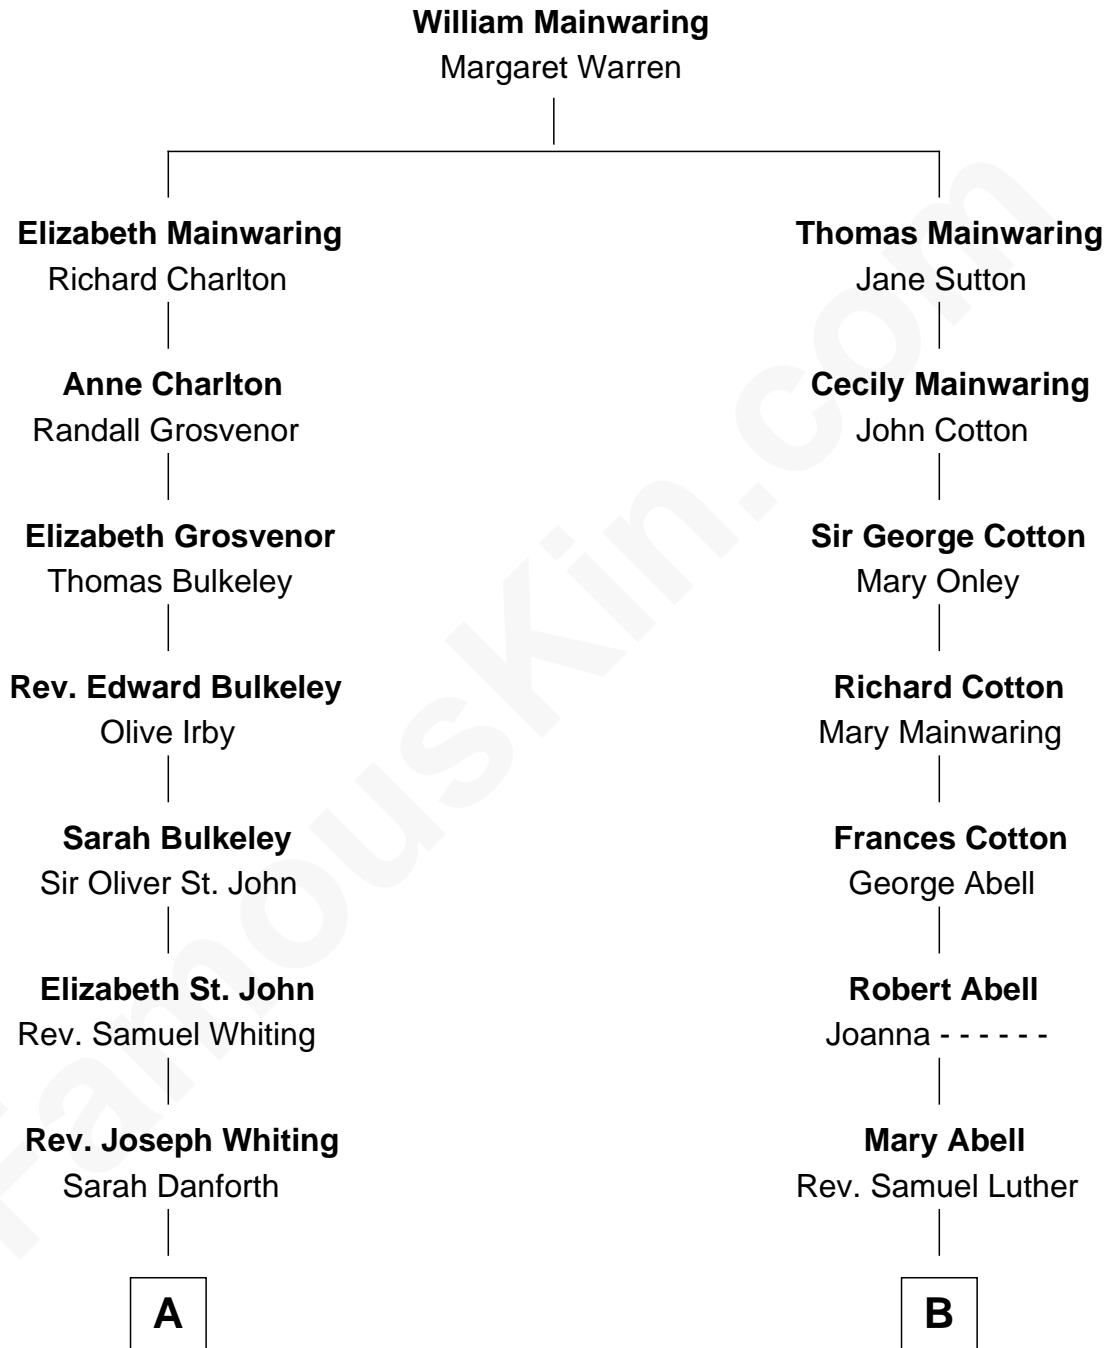 William Mainwaring
Margaret Warren
Elizabeth Mainwaring
Richard Charlton
Thomas Mainwaring
Jane Sutton
Anne Charlton
Randall Grosvenor
Cecily Mainwaring
John Cotton
Elizabeth Grosvenor
Thomas Bulkeley
Sir George Cotton
Mary Onley
Rev. Edward Bulkeley
Olive Irby
Richard Cotton
Mary Mainwaring
Sarah Bulkeley
Sir Oliver St. John
Frances Cotton
George Abell
Elizabeth St. John
Rev. Samuel Whiting
Robert Abell
Joanna - - - - - -
Rev. Joseph Whiting
Sarah Danforth
Mary Abell
Rev. Samuel Luther
A
B
FamousKin.com